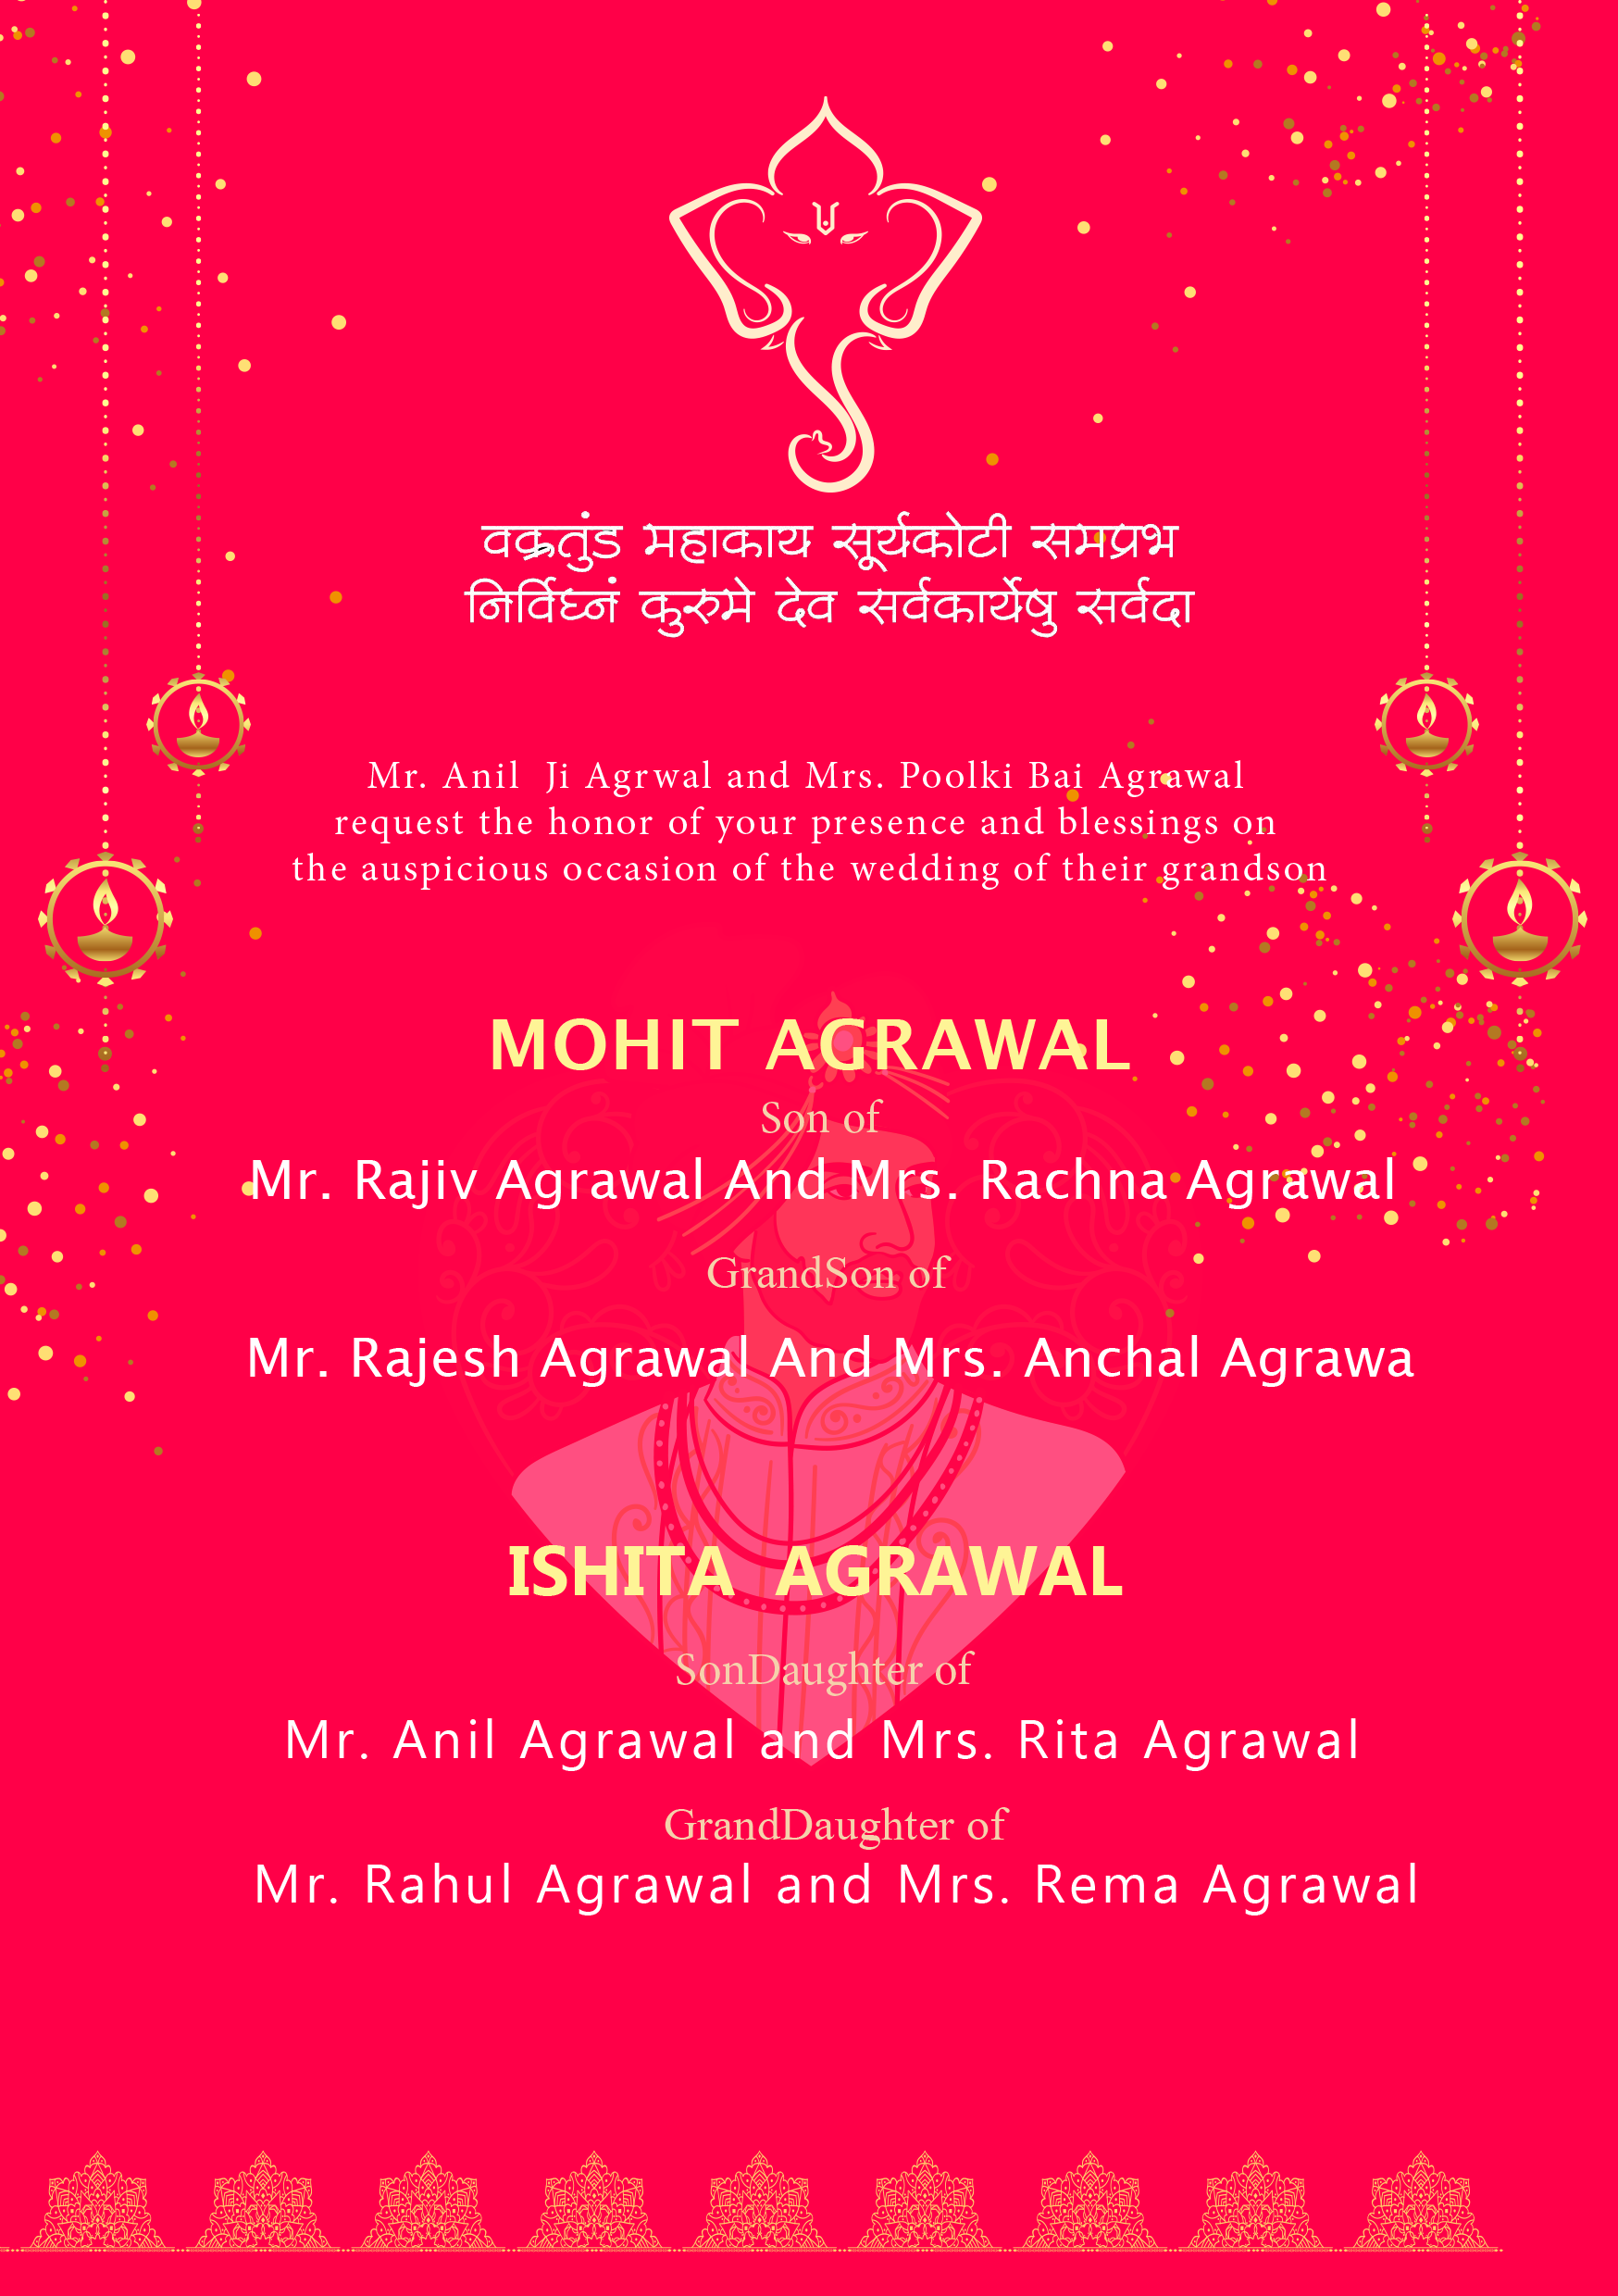 वक्रतुंड महाकाय सूर्यकोटी समप्रभ
निर्विघ्नं कुरुमे देव सर्वकार्येषु सर्वदा
Mr. Anil Ji Agrwal and Mrs. Poolki Bai Agrawal
request the honor of your presence and blessings on
the auspicious occasion of the wedding of their grandson
MOHIT AGRAWAL
Son of
Mr. Rajiv Agrawal And Mrs. Rachna Agrawal
GrandSon of
Mr. Rajesh Agrawal And Mrs. Anchal Agrawa
ISHITA AGRAWAL
SonDaughter of
Mr. Anil Agrawal and Mrs. Rita Agrawal
GrandDaughter of
Mr. Rahul Agrawal and Mrs. Rema Agrawal